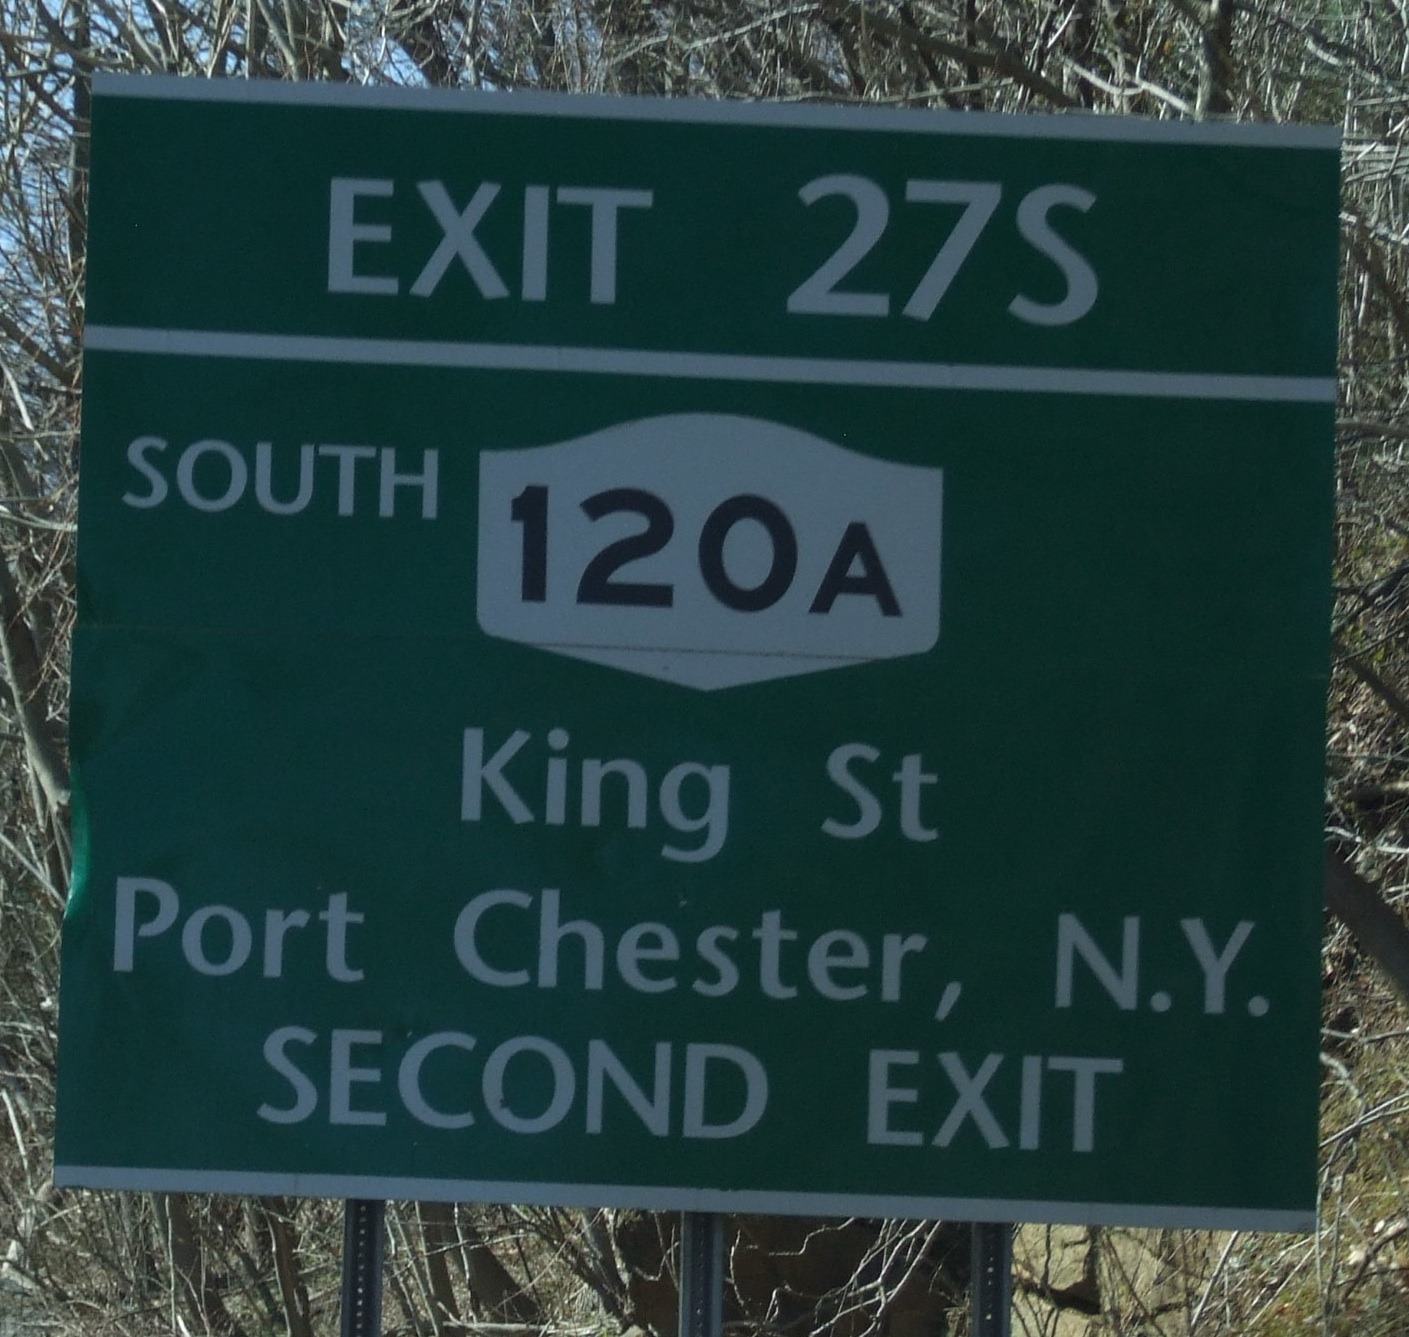 EXIT 27S
SOUTH 120A
King St
Port Chester, N.Y.
SECOND EXIT